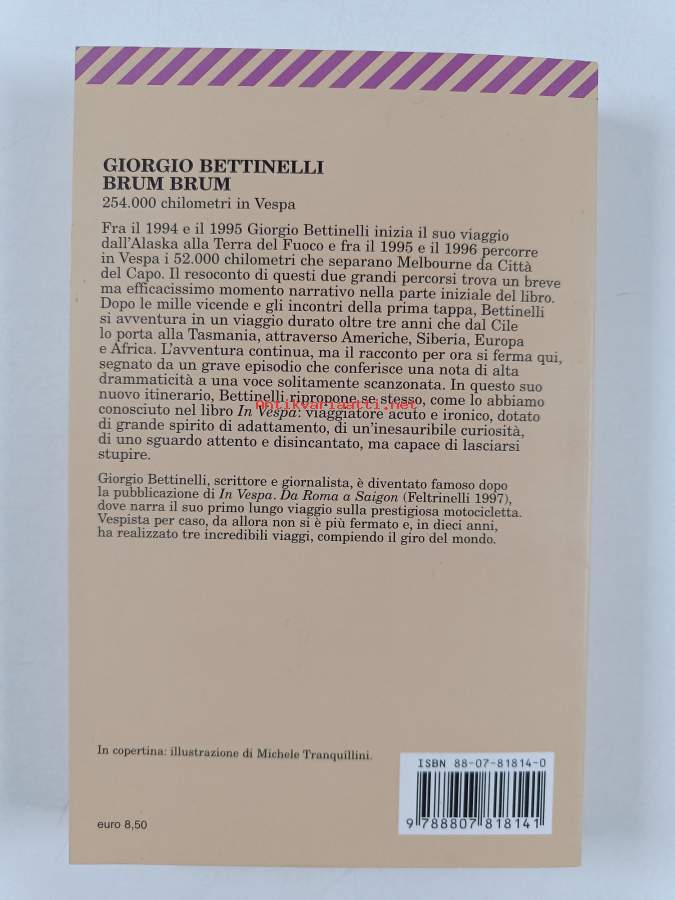 GIORGIO BETTINELLI
BRUM BRUM
254.000 chilometri in Vespa
Fra il 1994 e il 1995 Giorgio Bettinelli inizia il suo viaggio
dall'Alaska alla Terra del Fuoco e fra il 1995 e il 1996 percorre
in Vespa i 52.000 chilometri che separano Melbourne da Città
del Capo. Il resoconto di questi due grandi percorsi trova un breve
ma efficacissimo momento narrativo nella parte iniziale del libro.
Dopo le mille vicende e gli incontri della prima tappa, Bettinelli
si avventura in un viaggio durato oltre tre anni che dal Cile
lo porta alla Tasmania, attraverso Americhe, Siberia, Europa
e Africa. L'avventura continua, ma il racconto per ora si ferma qui,
segnato da un grave episodio che conferisce una nota di alta
drammaticità a una voce solitamente scanzonata. In questo suo
nuovo itinerario, Bettinelli ripropone se stesso, come lo abbiamo
Antikvariaatti.net
conosciuto nel libro In Vespa: viaggiatore acuto e ironico, dotato
di grande spirito di adattamento, di un'inesauribile curiosità,
di uno sguardo attento e disincantato, ma capace di lasciarsi
stupire.
Giorgio Bettinelli, scrittore e giornalista, è diventato famoso dopo
la pubblicazione di In Vespa. Da Roma a Saigon (Feltrinelli 1997),
dove narra il suo primo lungo viaggio sulla prestigiosa motocicletta.
Vespista per caso, da allora non si è più fermato e, in dieci anni,
ha realizzato tre incredibili viaggi, compiendo il giro del mondo.
In copertina: illustrazione di Michele Tranquillini.
ISBN 88-07-81814-0
9 788807 818141
euro 8,50